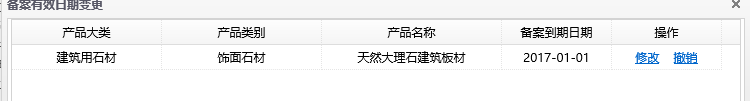 备案有效日期变更
产品大类 产品类别 产品名称 备案到期日期 操作
建筑用石材 饰面石材 天然大理石建筑板材 2017-01-01 修改 撤销